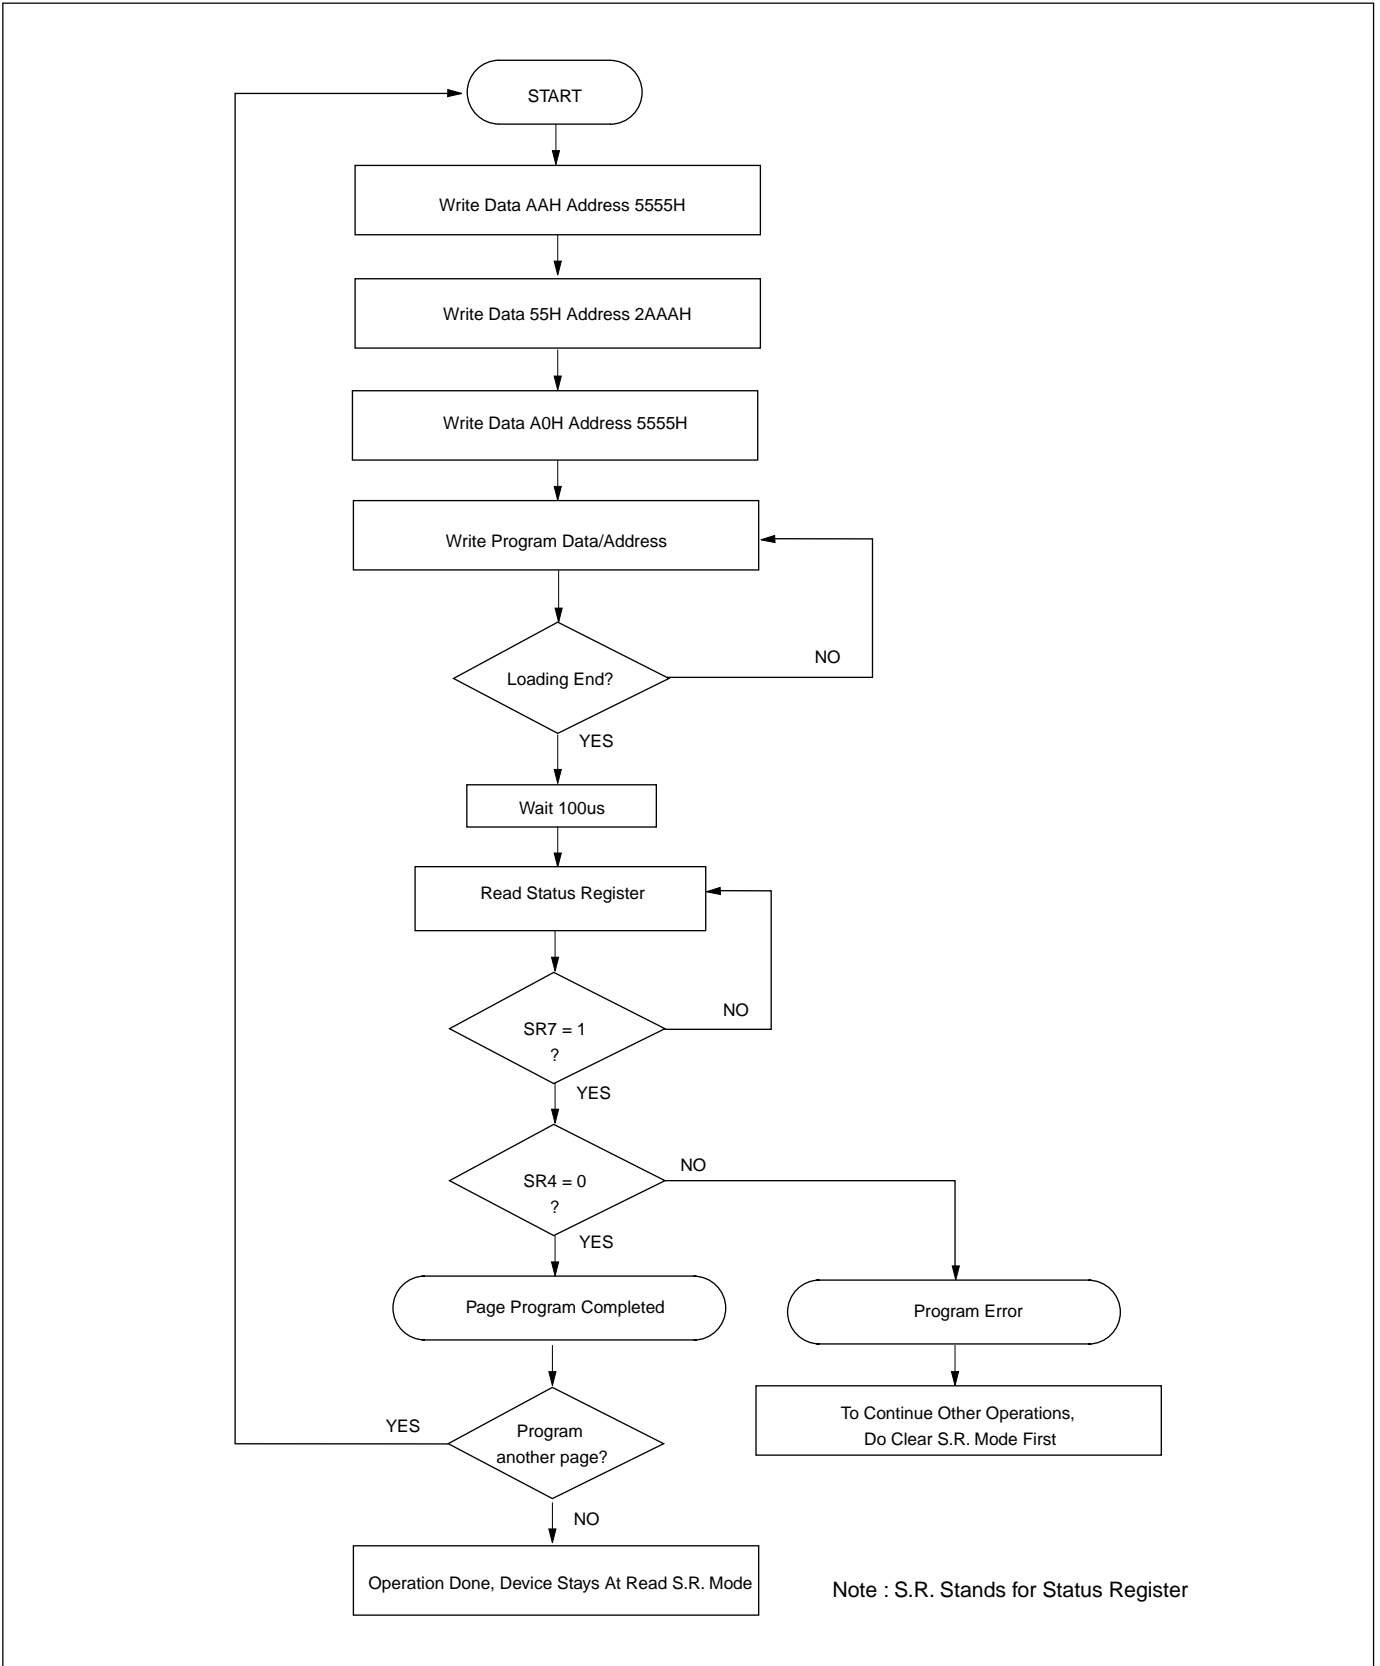 START
Write Data AAH Address 5555H
Write Data 55H Address 2AAAH
Write Data A0H Address 5555H
Write Program Data/Address
NO
Loading End?
YES
Wait 100us
Read Status Register
NO
SR7 = 1
?
YES
NO
SR4 = 0
?
YES
Page Program Completed
Program Error
To Continue Other Operations,
Do Clear S.R. Mode First
YES
Program
another page?
NO
Operation Done, Device Stays At Read S.R. Mode
Note : S.R. Stands for Status Register